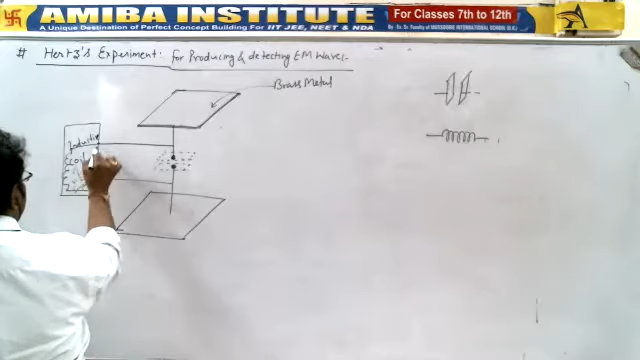 AMIBA INSTITUTE
For Classes 7th to 12th
A Unique Destination of Perfect Concept Building For IIT JEE, NEET & NDA
# Hertz's Experiment: for Producing & detecting EM Waves
Brass Metal
Induction
Coil